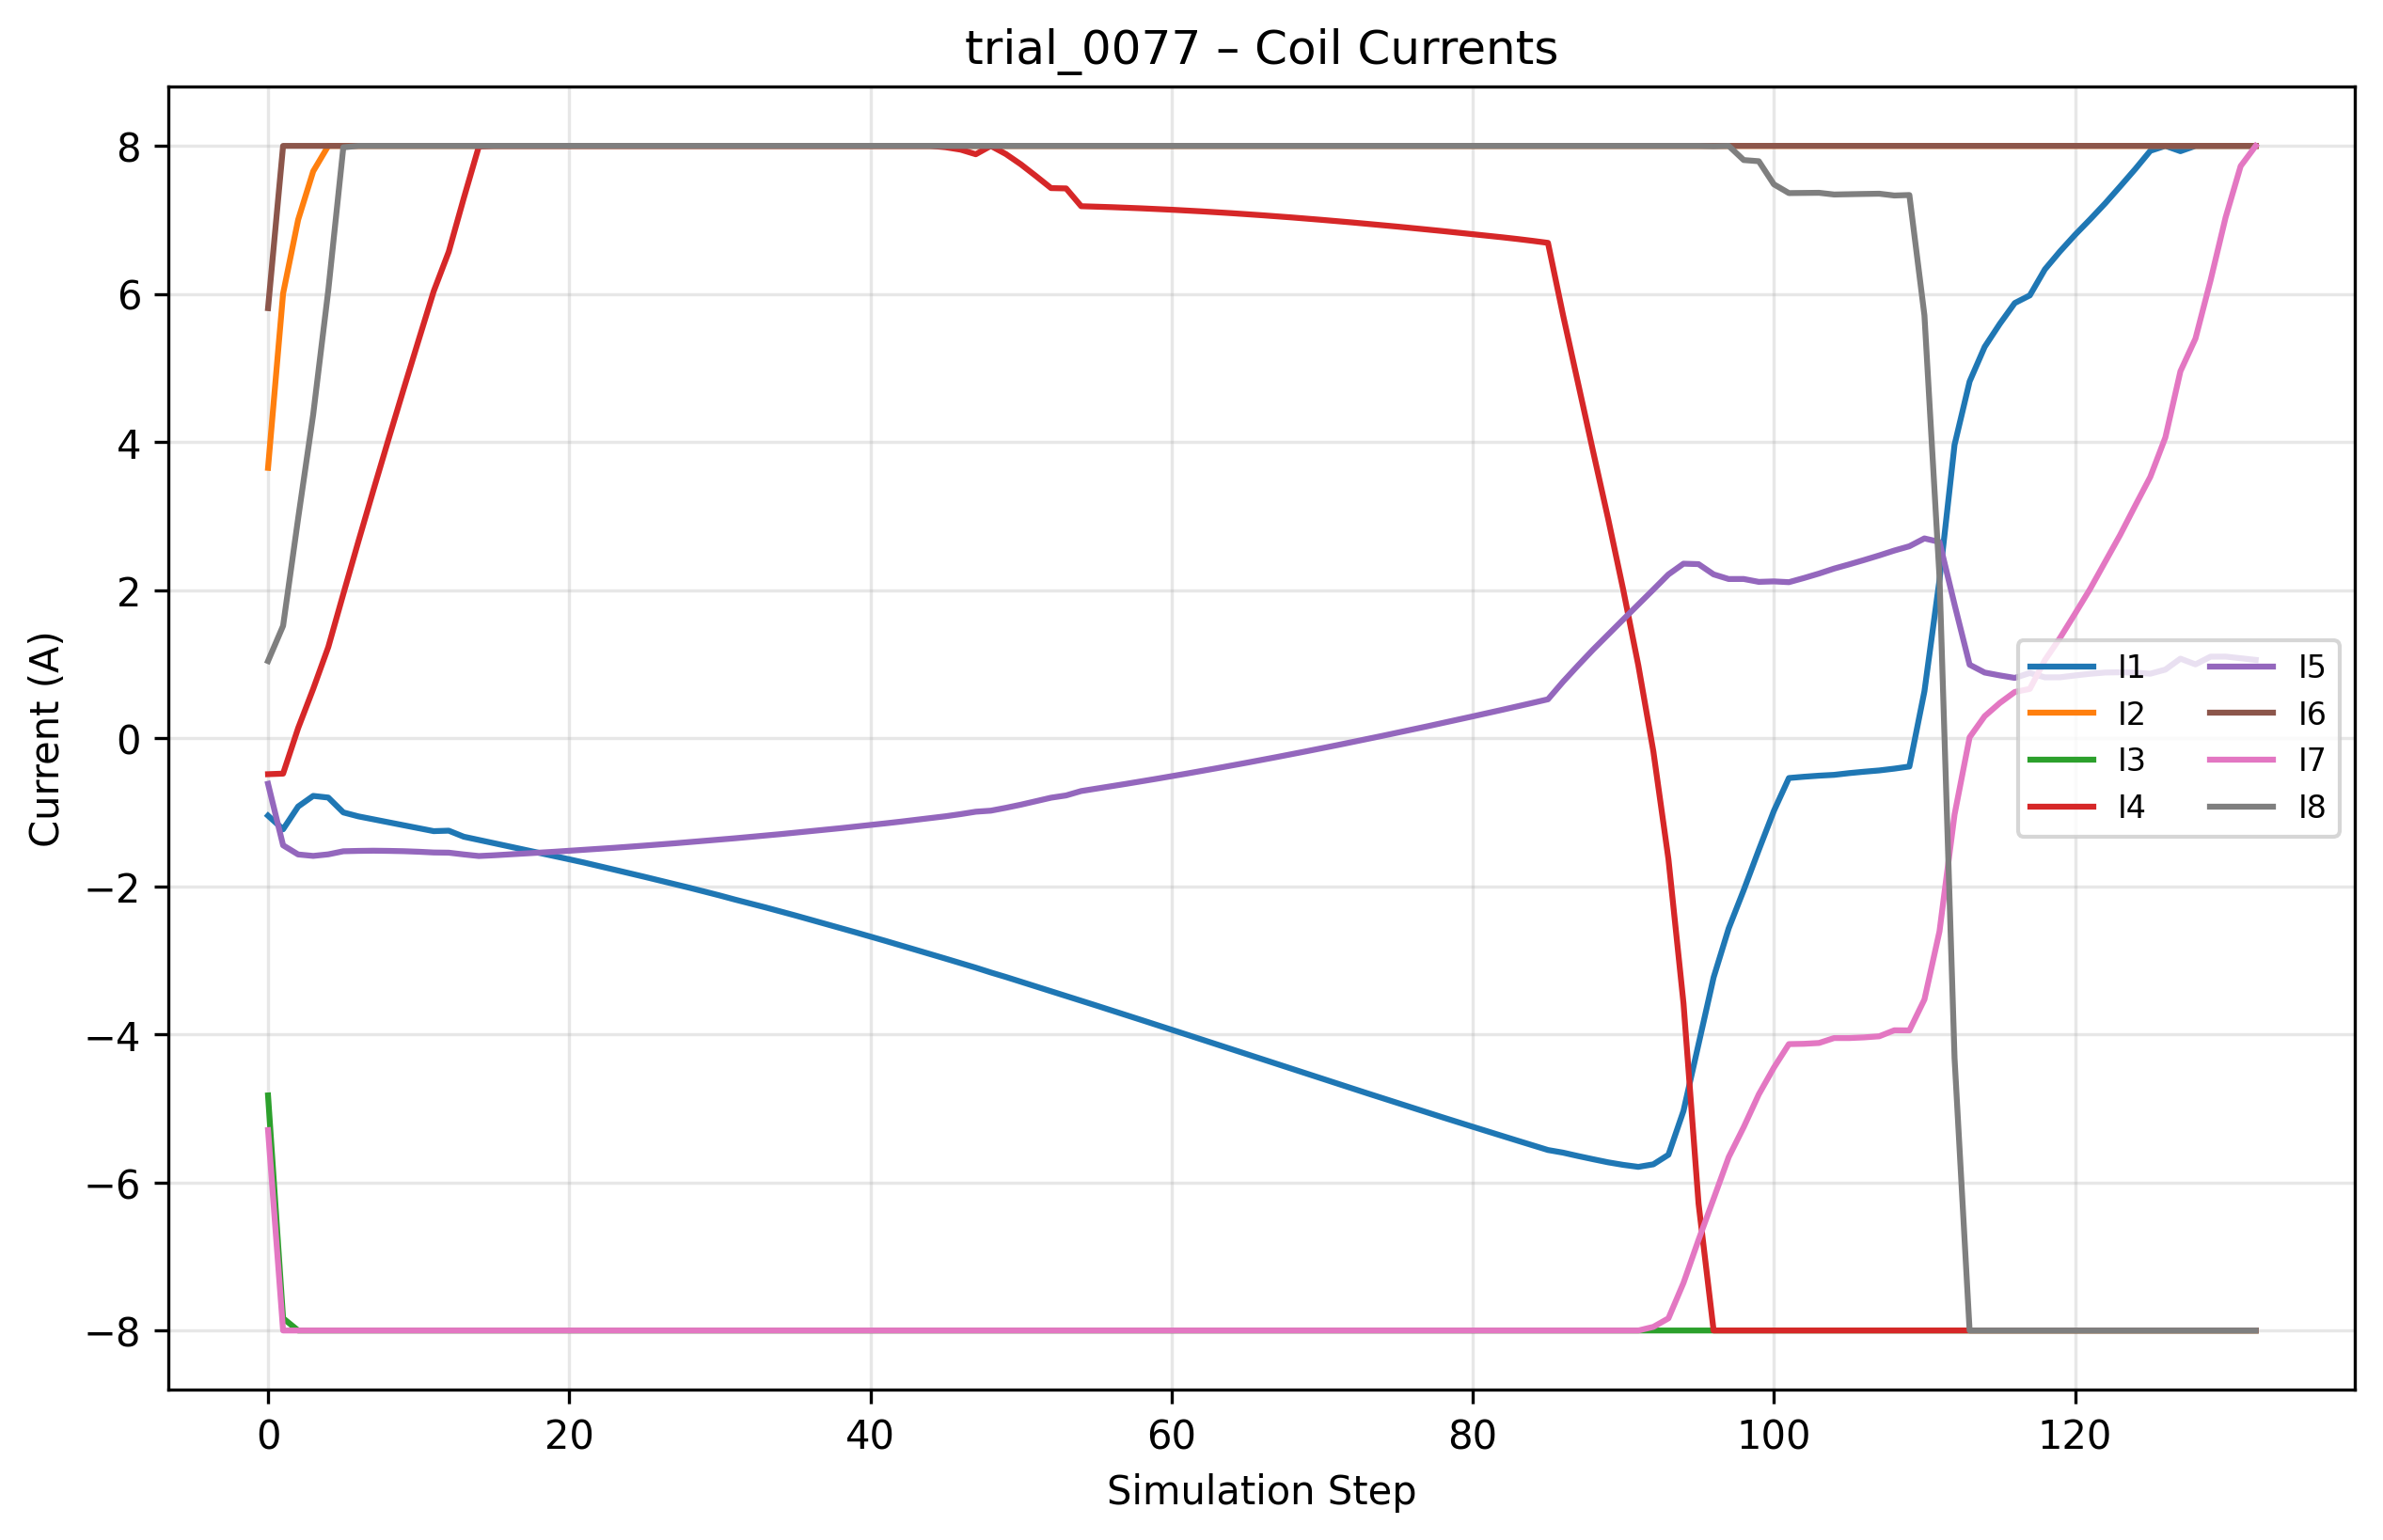 trial_0077 – Coil Currents
Current (A)
8
6
4
2
0
−2
−4
−6
−8
I1
I2
I3
I4
I5
I6
I7
I8
0 20 40 60 80 100 120
Simulation Step